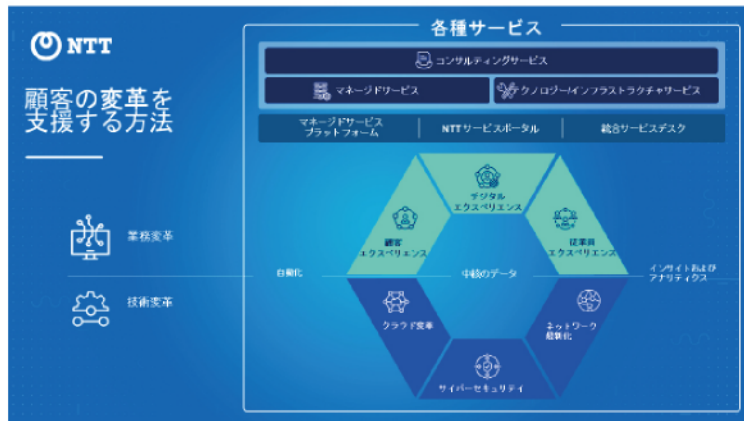 各種サービス
NTT
顧客の変革を
支援する方法
コンサルティングサービス
マネージドサービス
テクノロジー/インフラストラクチャサービス
マネージドサービス
プラットフォーム
NTTサービスポータル
統合サービスデスク
デジタル
エクスペリエンス
顧客
エクスペリエンス
従業員
エクスペリエンス
業務変革
自動化
中核のデータ
インサイトおよび
アナリティクス
技術変革
クラウド変革
ネットワーク
最新化
サイバーセキュリティ